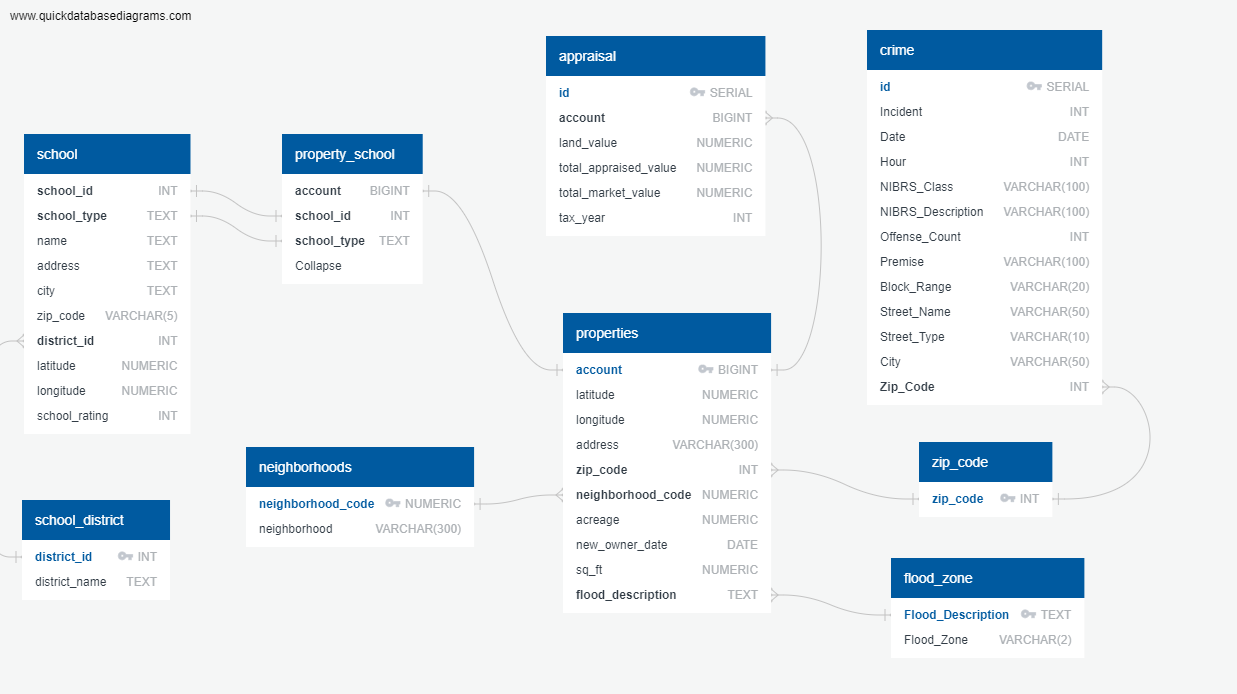 www.quickdatabasediagrams.com
school
school_id INT
school_type TEXT
name TEXT
address TEXT
city TEXT
zip_code VARCHAR(5)
district_id INT
latitude NUMERIC
longitude NUMERIC
school_rating INT
property_school
account BIGINT
school_id INT
school_type TEXT
Collapse
appraisal
id SERIAL
account BIGINT
land_value NUMERIC
total_appraised_value NUMERIC
total_market_value NUMERIC
tax_year INT
crime
id SERIAL
Incident INT
Date DATE
Hour INT
NIBRS_Class VARCHAR(100)
NIBRS_Description VARCHAR(100)
Offense_Count INT
Premise VARCHAR(100)
Block_Range VARCHAR(20)
Street_Name VARCHAR(50)
Street_Type VARCHAR(10)
City VARCHAR(50)
Zip_Code INT
properties
account BIGINT
latitude NUMERIC
longitude NUMERIC
address VARCHAR(300)
zip_code INT
neighborhood_code NUMERIC
acreage NUMERIC
new_owner_date DATE
sq_ft NUMERIC
flood_description TEXT
neighborhoods
neighborhood_code NUMERIC
neighborhood VARCHAR(300)
zip_code
zip_code INT
school_district
district_id INT
district_name TEXT
flood_zone
Flood_Description TEXT
Flood_Zone VARCHAR(2)